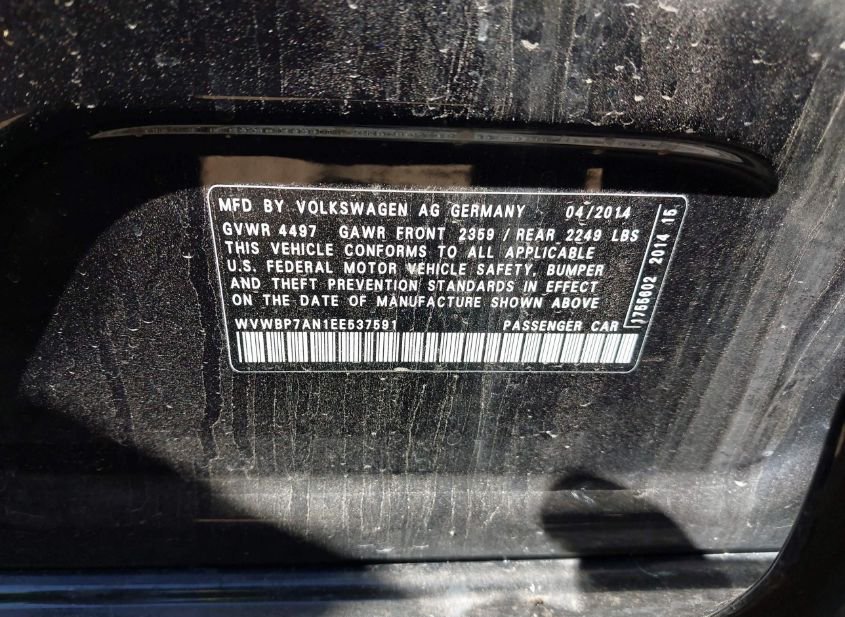 MFD BY VOLKSWAGEN AG GERMANY 04/2014
GVWR 4497 GAWR FRONT 2359 / REAR 2249 LBS
THIS VEHICLE CONFORMS TO ALL APPLICABLE
U.S. FEDERAL MOTOR VEHICLE SAFETY, BUMPER
AND THEFT PREVENTION STANDARDS IN EFFECT
ON THE DATE OF MANUFACTURE SHOWN ABOVE
WVWBP7AN1EE537591 PASSENGER CAR
1755602 2014 15